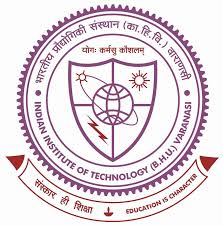 भारतीय प्रौद्योगिकी संस्थान (का.हि.वि.) वाराणसी
योगः कर्मसु कौशलम्
INDIAN INSTITUTE OF TECHNOLOGY (B.H.U.) VARANASI
संस्कार ही शिक्षा
EDUCATION IS CHARACTER